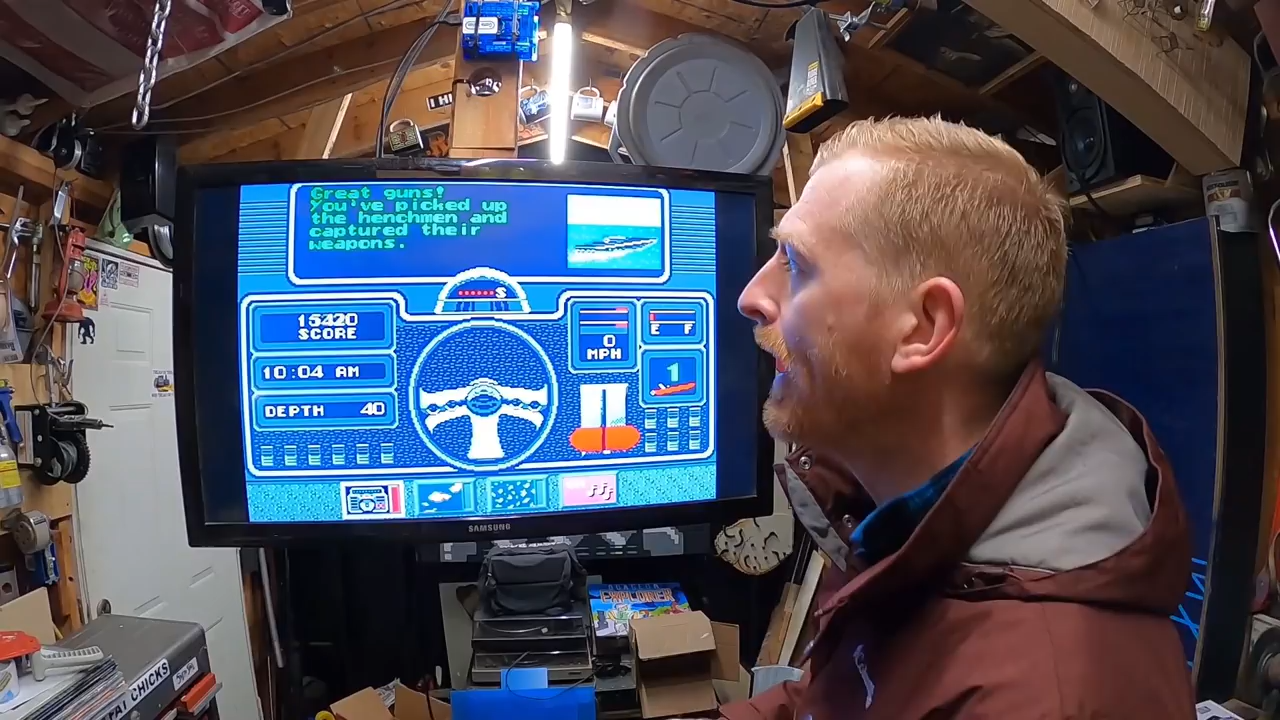 Great guns!
You've picked up
the henchmen and
captured their
weapons.
S
15420
SCORE
0
MPH
E F
10:04 AM
1
DEPTH 40
SAMSUNG
EXPLORER
TAI CHICKS